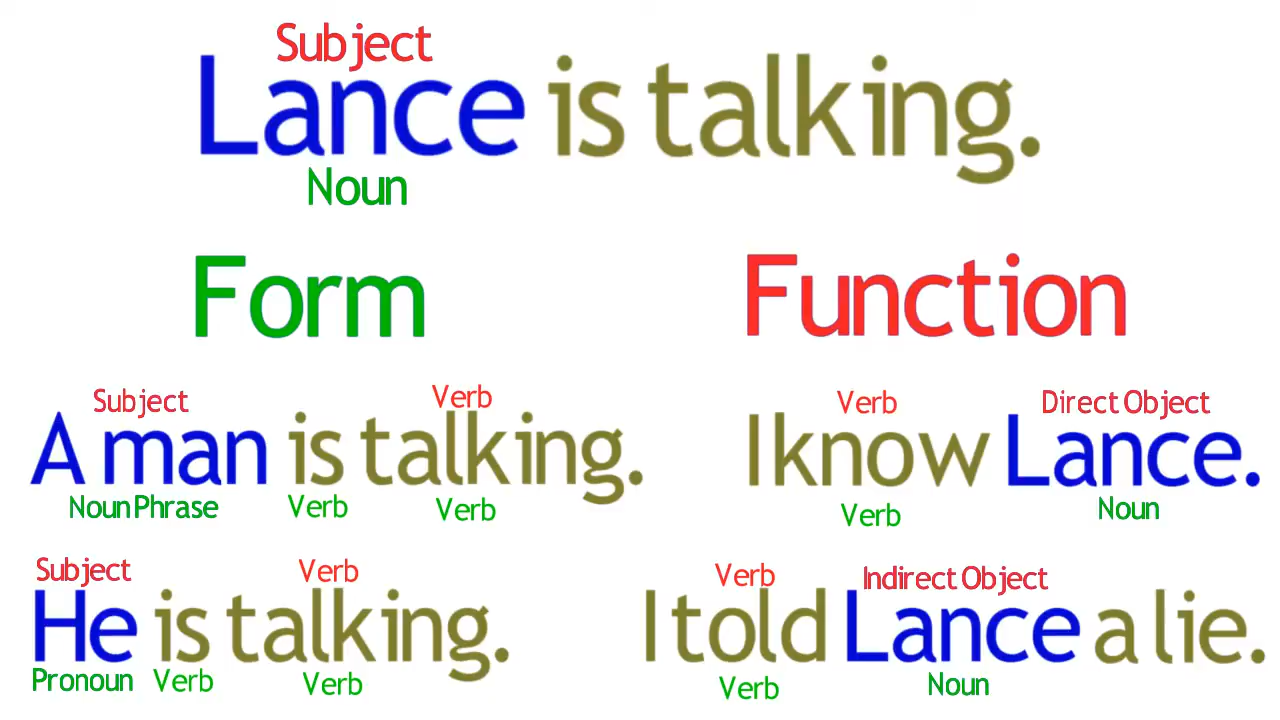 Subject
Lance is talking.
Noun
Form
Function
Subject
Verb
A man is talking.
Noun Phrase
Verb
Verb
Verb
Direct Object
I know Lance.
Verb
Noun
Subject
Verb
He is talking.
Pronoun
Verb
Verb
Verb
Indirect Object
I told Lance a lie.
Verb
Noun